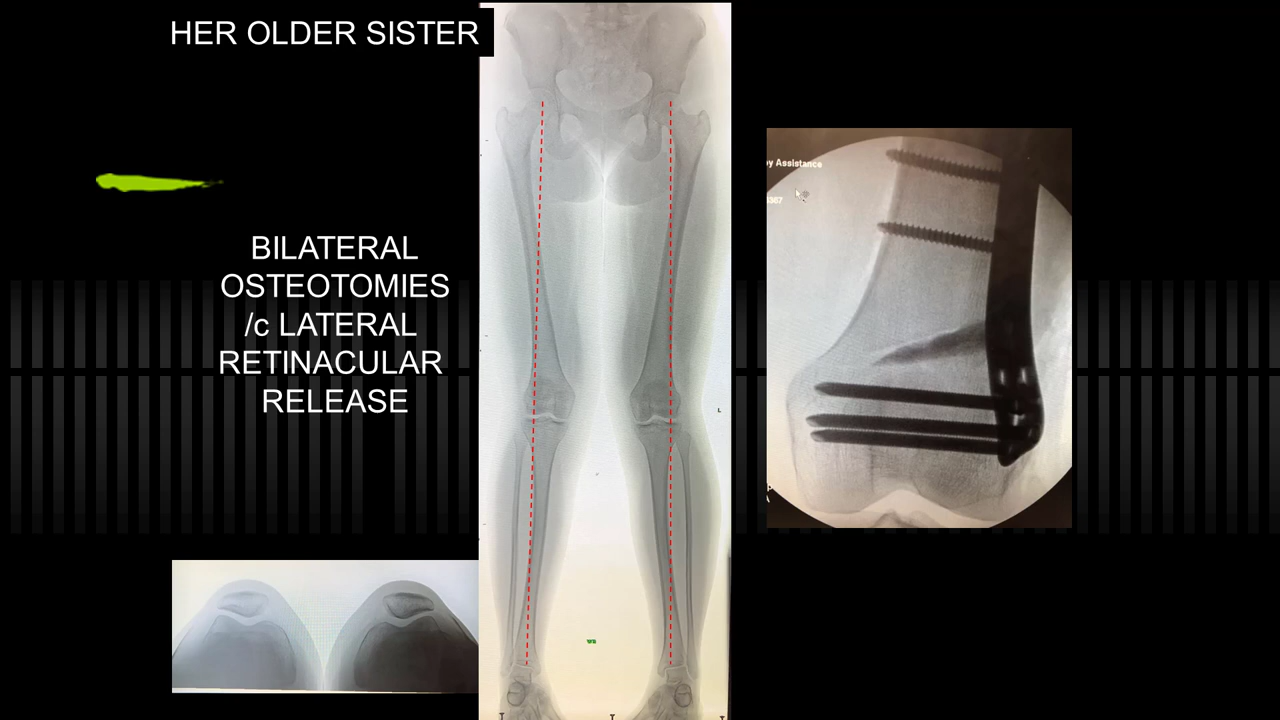 HER OLDER SISTER
BILATERAL
OSTEOTOMIES
/c LATERAL
RETINACULAR
RELEASE
Assistance
L